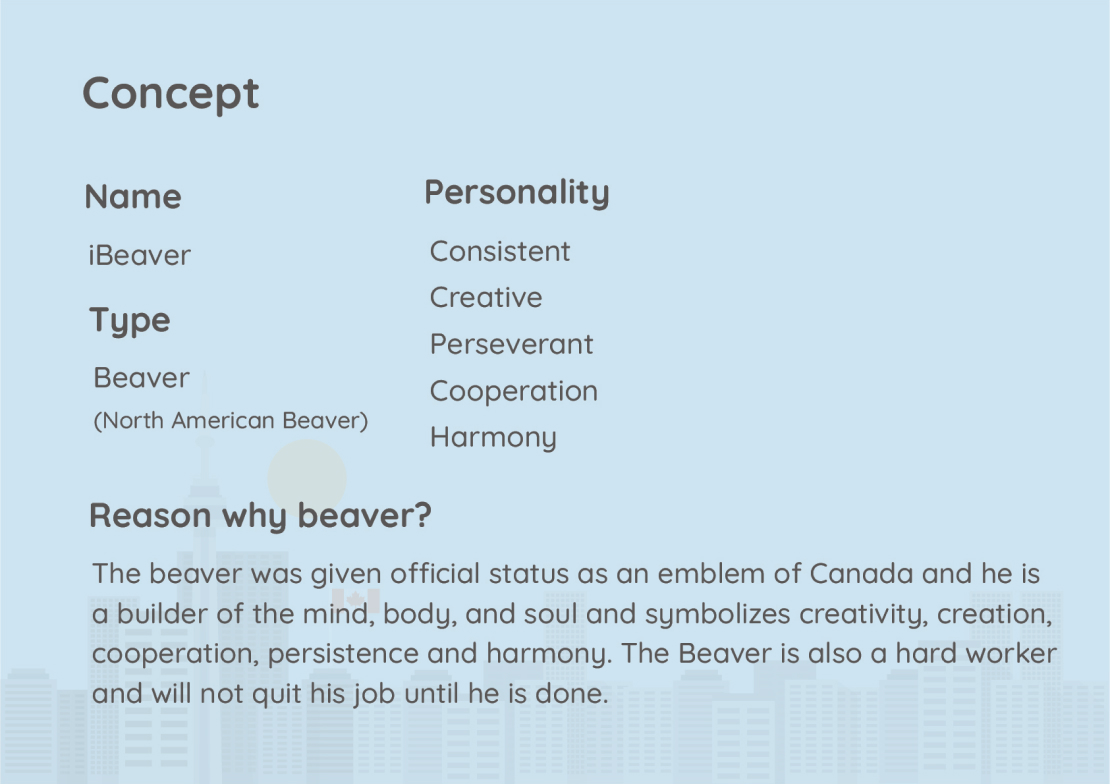 Concept
Name
iBeaver
Type
Beaver
(North American Beaver)
Personality
Consistent
Creative
Perseverant
Cooperation
Harmony
Reason why beaver?
The beaver was given official status as an emblem of Canada and he is
a builder of the mind, body, and soul and symbolizes creativity, creation,
cooperation, persistence and harmony. The Beaver is also a hard worker
and will not quit his job until he is done.